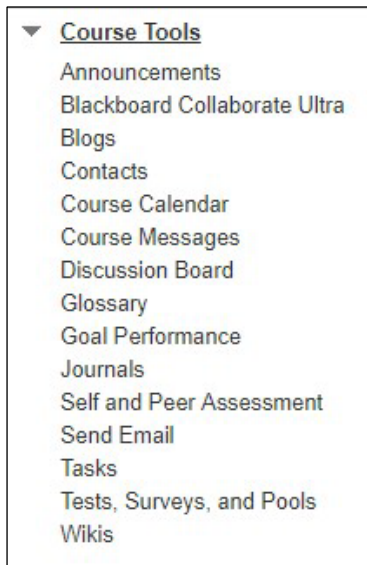 Course Tools
Announcements
Blackboard Collaborate Ultra
Blogs
Contacts
Course Calendar
Course Messages
Discussion Board
Glossary
Goal Performance
Journals
Self and Peer Assessment
Send Email
Tasks
Tests, Surveys, and Pools
Wikis